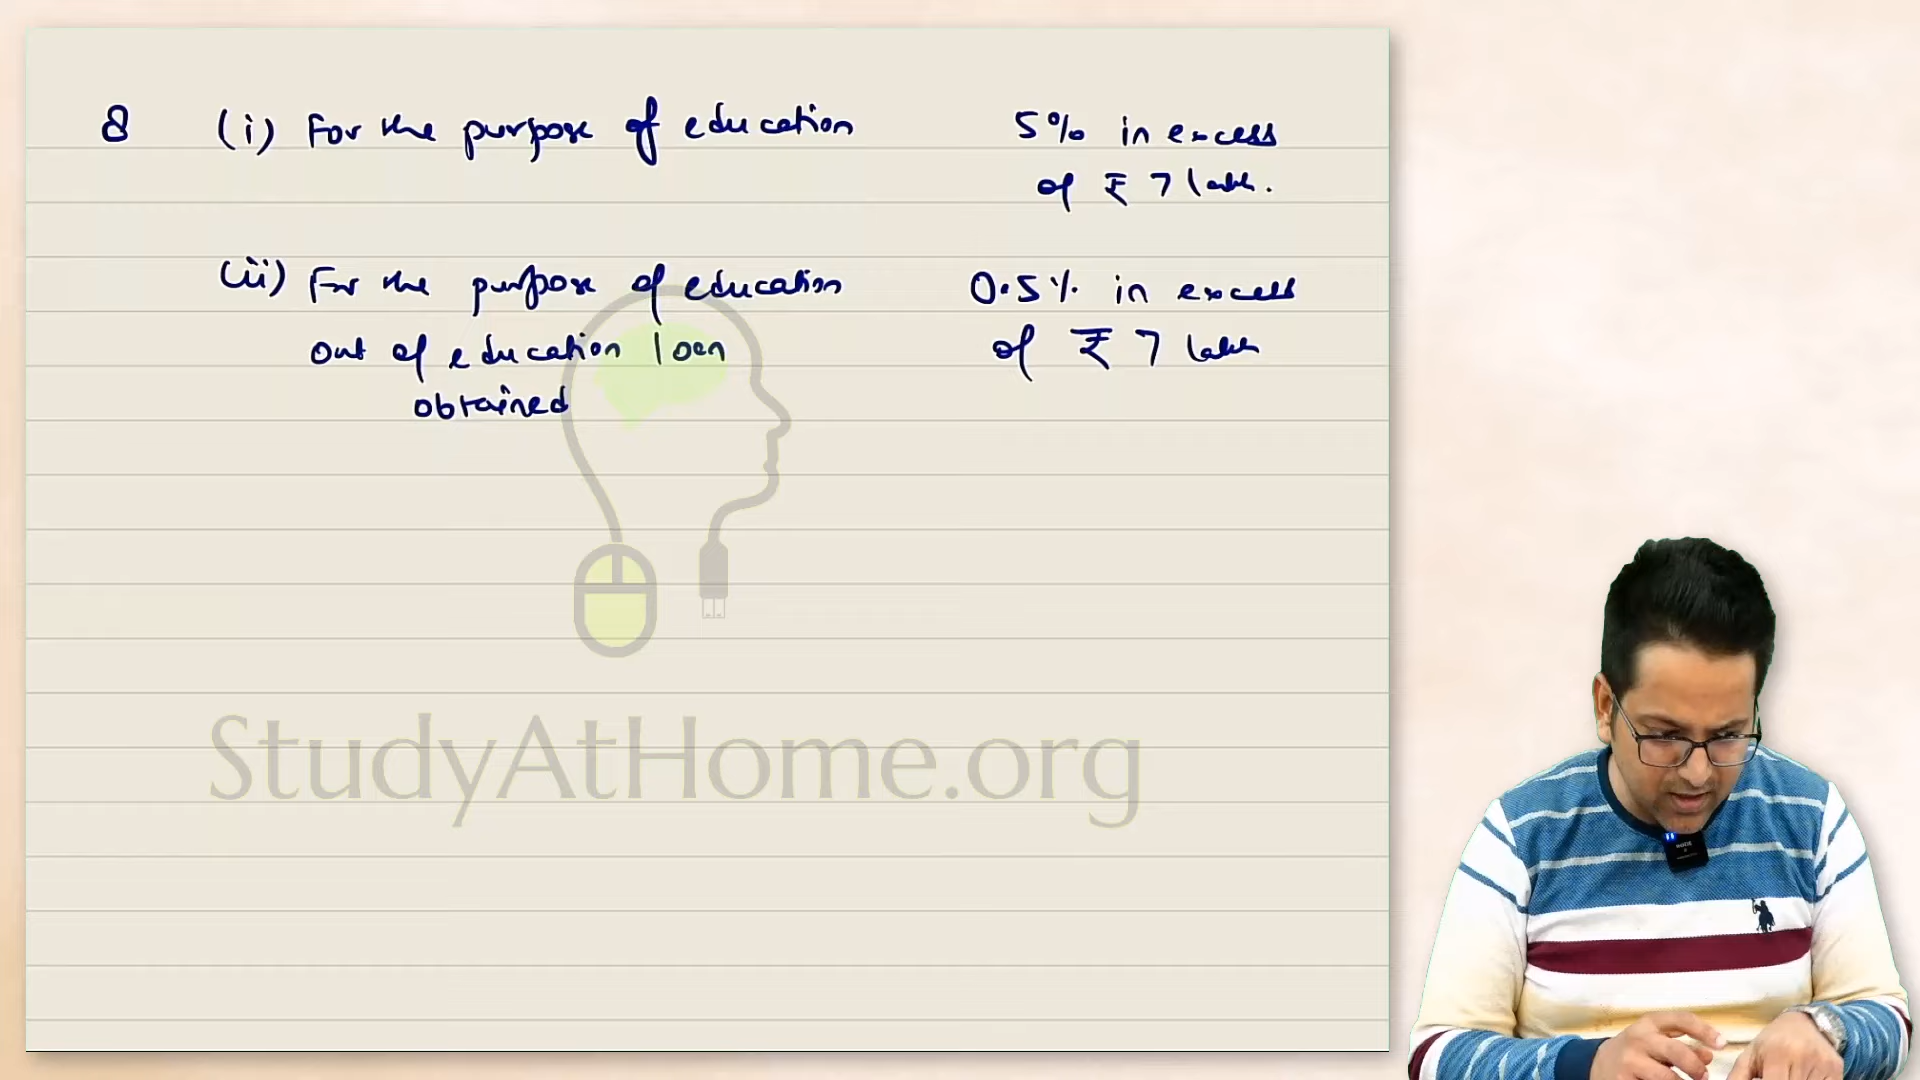 8 (i) For the purpose of education 5% in excess
of ₹ 7 lakh.
(ii) For the purpose of education 0.5% in excess
out of education loan of ₹ 7 lakh
obtained
StudyAtHome.org